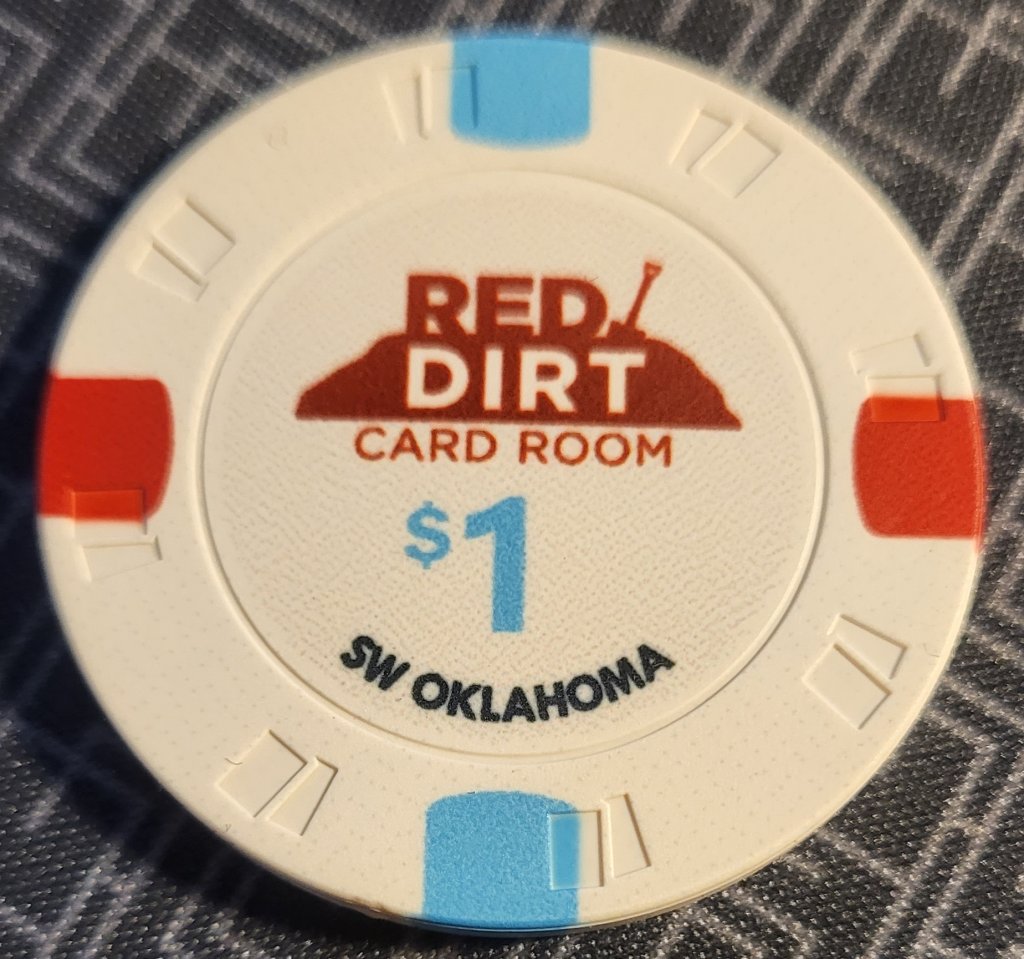 RED
DIRT
CARD ROOM
$1
SW OKLAHOMA